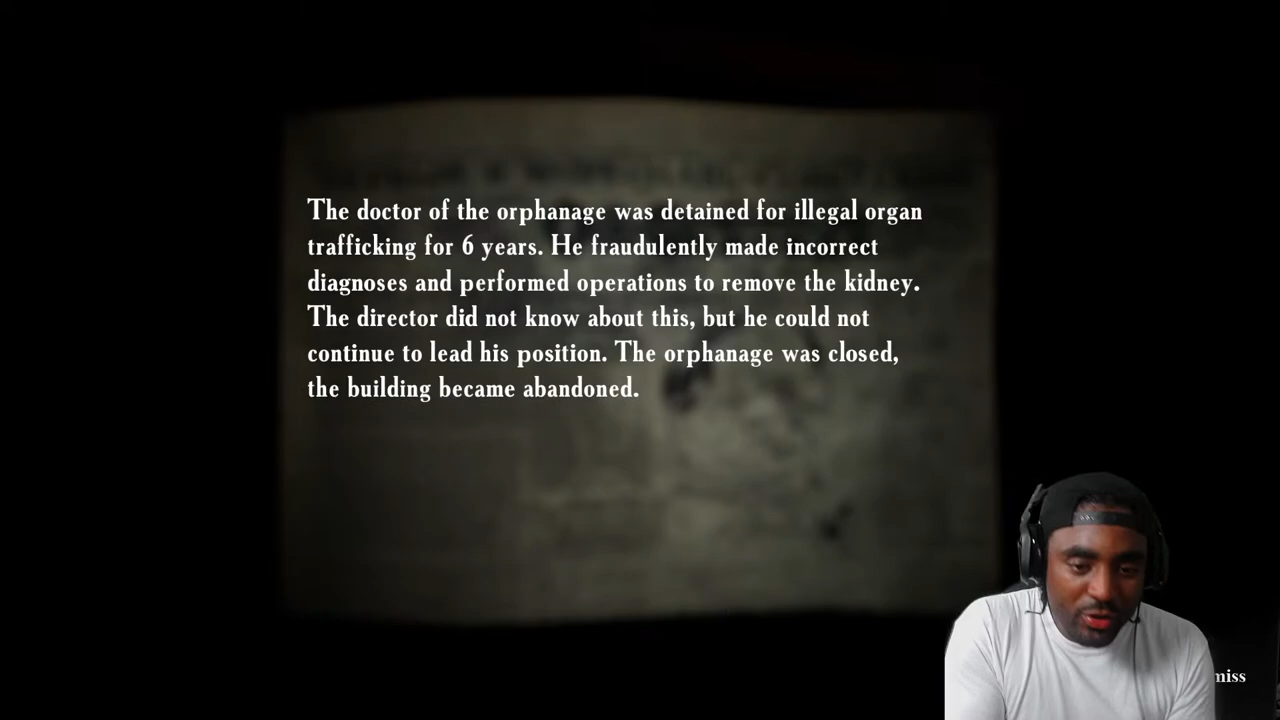 The doctor of the orphanage was detained for illegal organ
trafficking for 6 years. He fraudulently made incorrect
diagnoses and performed operations to remove the kidney.
The director did not know about this, but he could not
continue to lead his position. The orphanage was closed,
the building became abandoned.